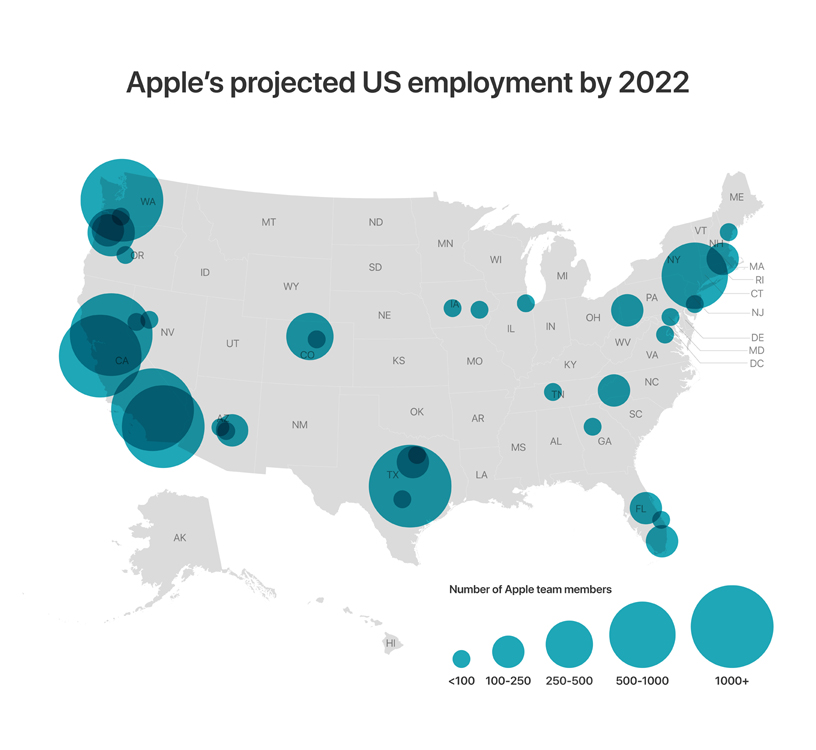 Apple’s projected US employment by 2022
ME
WA
VT
MT
ND
NH
MN
OR
WI
NY
MA
ID
SD
MI
RI
WY
CT
PA
IA
NE
NJ
OH
NV
IL
IN
UT
WV
DE
CO
MD
CA
KS
MO
VA
DC
KY
NC
TN
OK
AR
SC
AZ
NM
GA
AL
MS
TX
LA
FL
AK
HI
Number of Apple team members
<100 100-250 250-500 500-1000 1000+